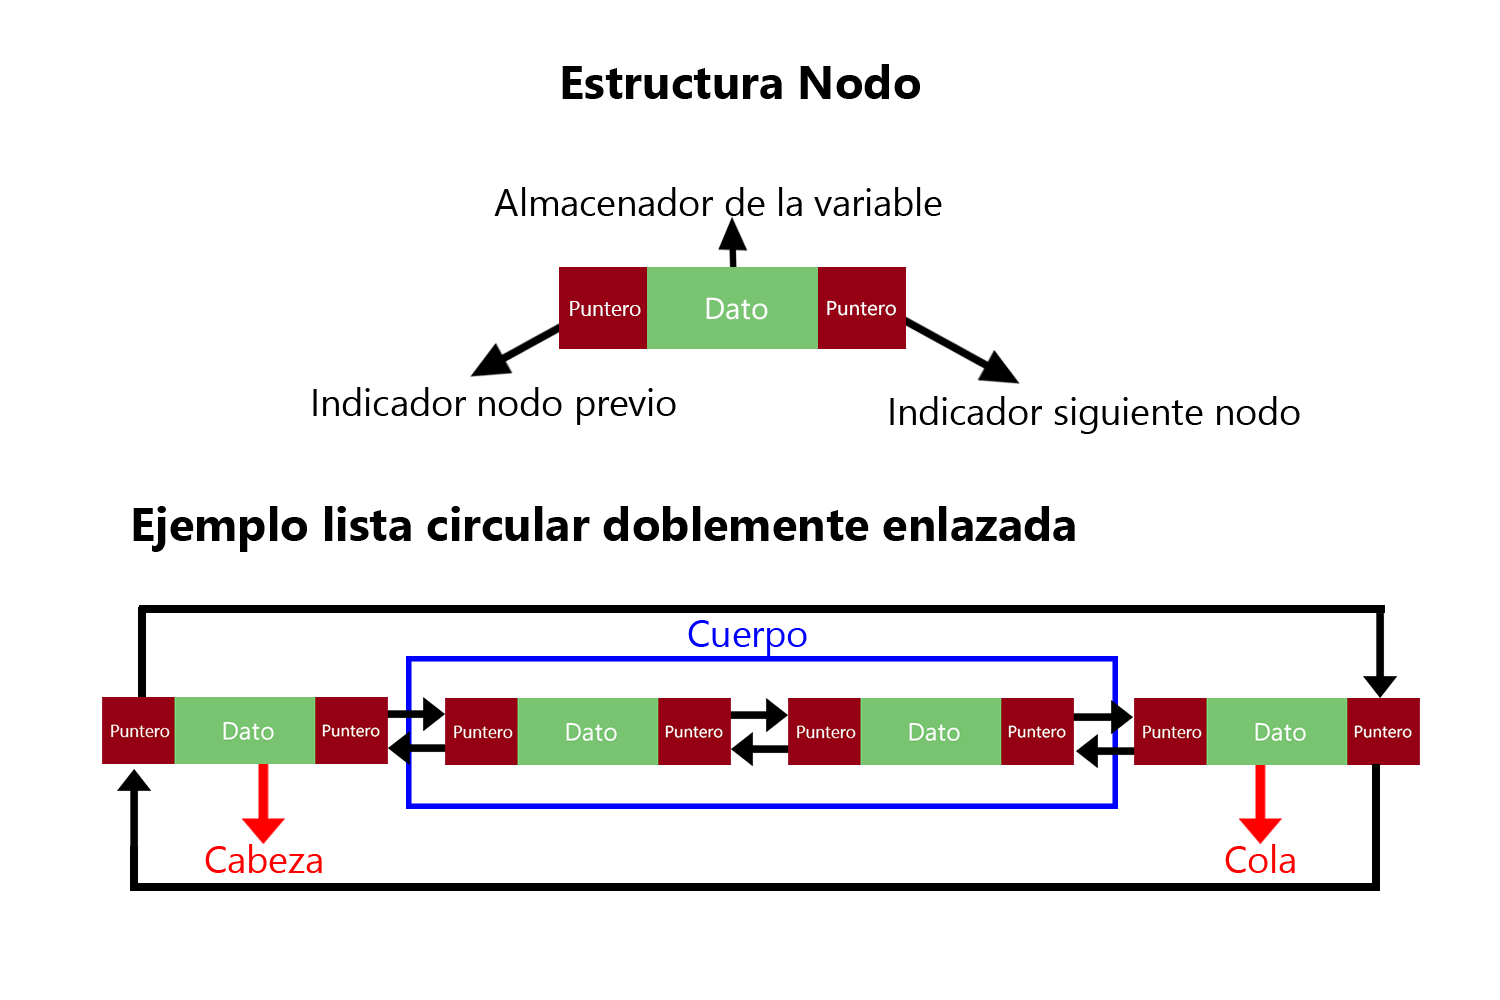 Estructura Nodo
Almacenador de la variable
Puntero Dato Puntero
Indicador nodo previo
Indicador siguiente nodo
Ejemplo lista circular doblemente enlazada
Cuerpo
Puntero Dato Puntero Puntero Dato Puntero Puntero Dato Puntero Puntero Dato Puntero
Cabeza
Cola